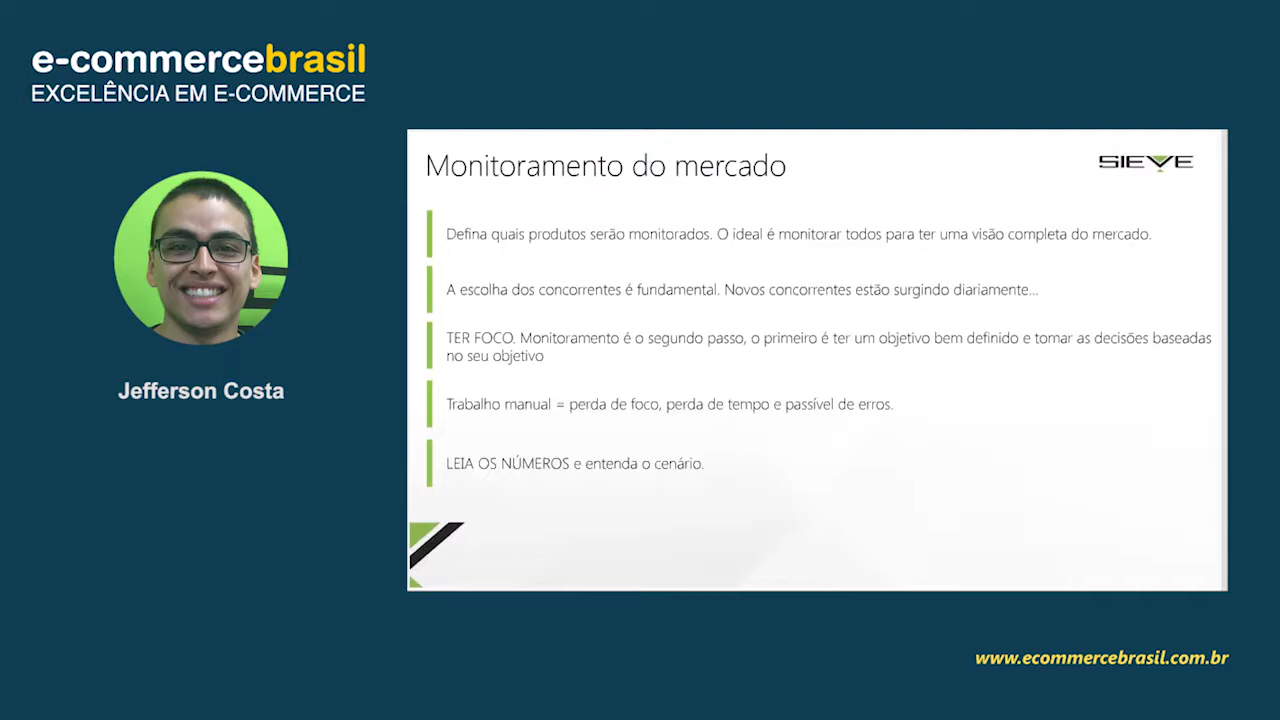 e-commercebrasil
EXCELÊNCIA EM E-COMMERCE
Jefferson Costa
Monitoramento do mercado
SIEVE
Defina quais produtos serão monitorados. O ideal é monitorar todos para ter uma visão completa do mercado.
A escolha dos concorrentes é fundamental. Novos concorrentes estão surgindo diariamente...
TER FOCO. Monitoramento é o segundo passo, o primeiro é ter um objetivo bem definido e tomar as decisões baseadas
no seu objetivo
Trabalho manual = perda de foco, perda de tempo e passível de erros.
LEIA OS NÚMEROS e entenda o cenário.
www.ecommercebrasil.com.br